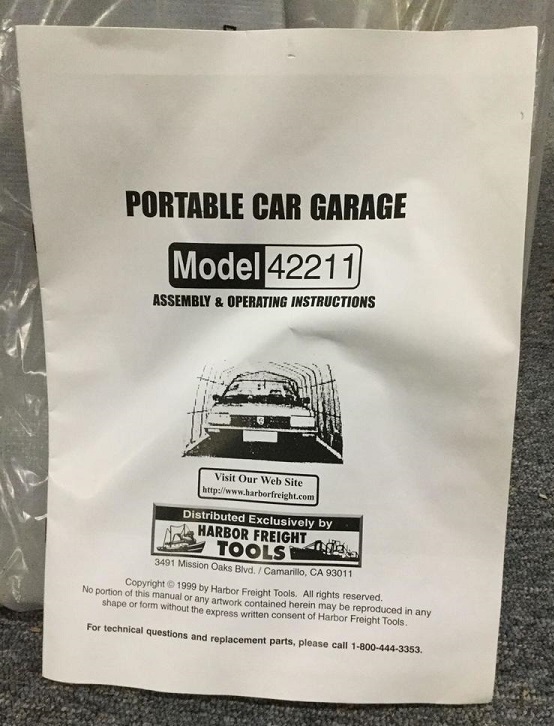 PORTABLE CAR GARAGE
Model 42211
ASSEMBLY & OPERATING INSTRUCTIONS
Visit Our Web Site
http://www.harborfreight.com
Distributed Exclusively by
HARBOR FREIGHT
TOOLS
3491 Mission Oaks Blvd. / Camarillo, CA 93011
Copyright © 1999 by Harbor Freight Tools. All rights reserved.
No portion of this manual or any artwork contained herein may be reproduced in any
shape or form without the express written consent of Harbor Freight Tools.
For technical questions and replacement parts, please call 1-800-444-3353.